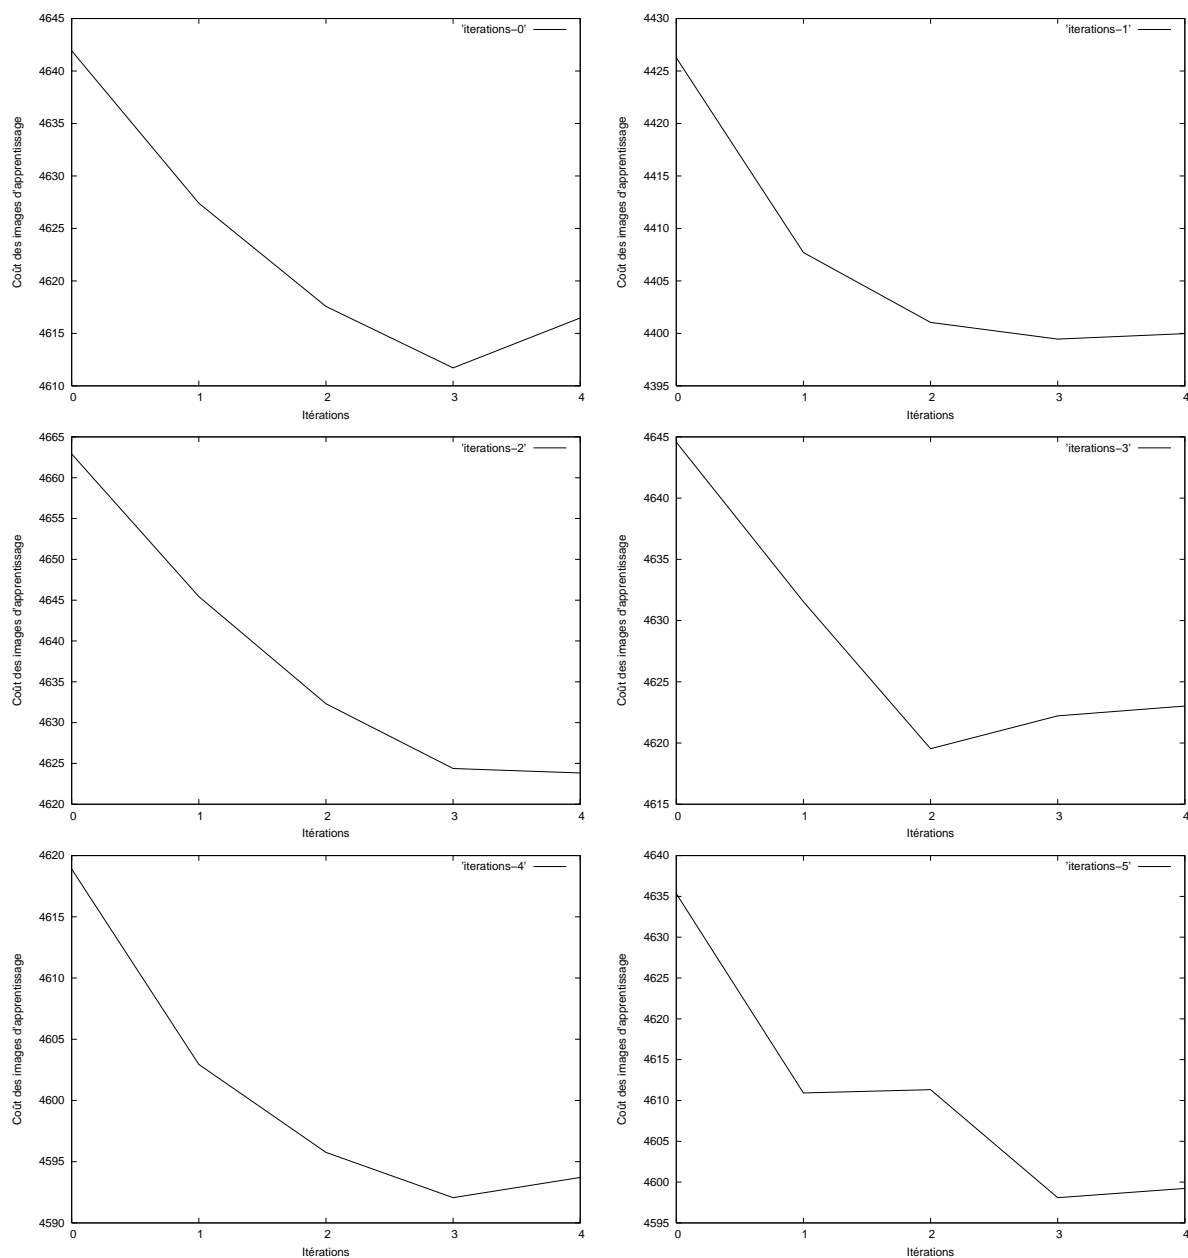 'iterations–0'
4645
4640
4635
4630
4625
4620
4615
4610
Coût des images d'apprentissage
0 1 2 3 4
Itérations
'iterations–1'
4430
4425
4420
4415
4410
4405
4400
4395
Coût des images d'apprentissage
0 1 2 3 4
Itérations
'iterations–2'
4665
4660
4655
4650
4645
4640
4635
4630
4625
4620
Coût des images d'apprentissage
0 1 2 3 4
Itérations
'iterations–3'
4645
4640
4635
4630
4625
4620
4615
Coût des images d'apprentissage
0 1 2 3 4
Itérations
'iterations–4'
4620
4615
4610
4605
4600
4595
4590
Coût des images d'apprentissage
0 1 2 3 4
Itérations
'iterations–5'
4640
4635
4630
4625
4620
4615
4610
4605
4600
4595
Coût des images d'apprentissage
0 1 2 3 4
Itérations